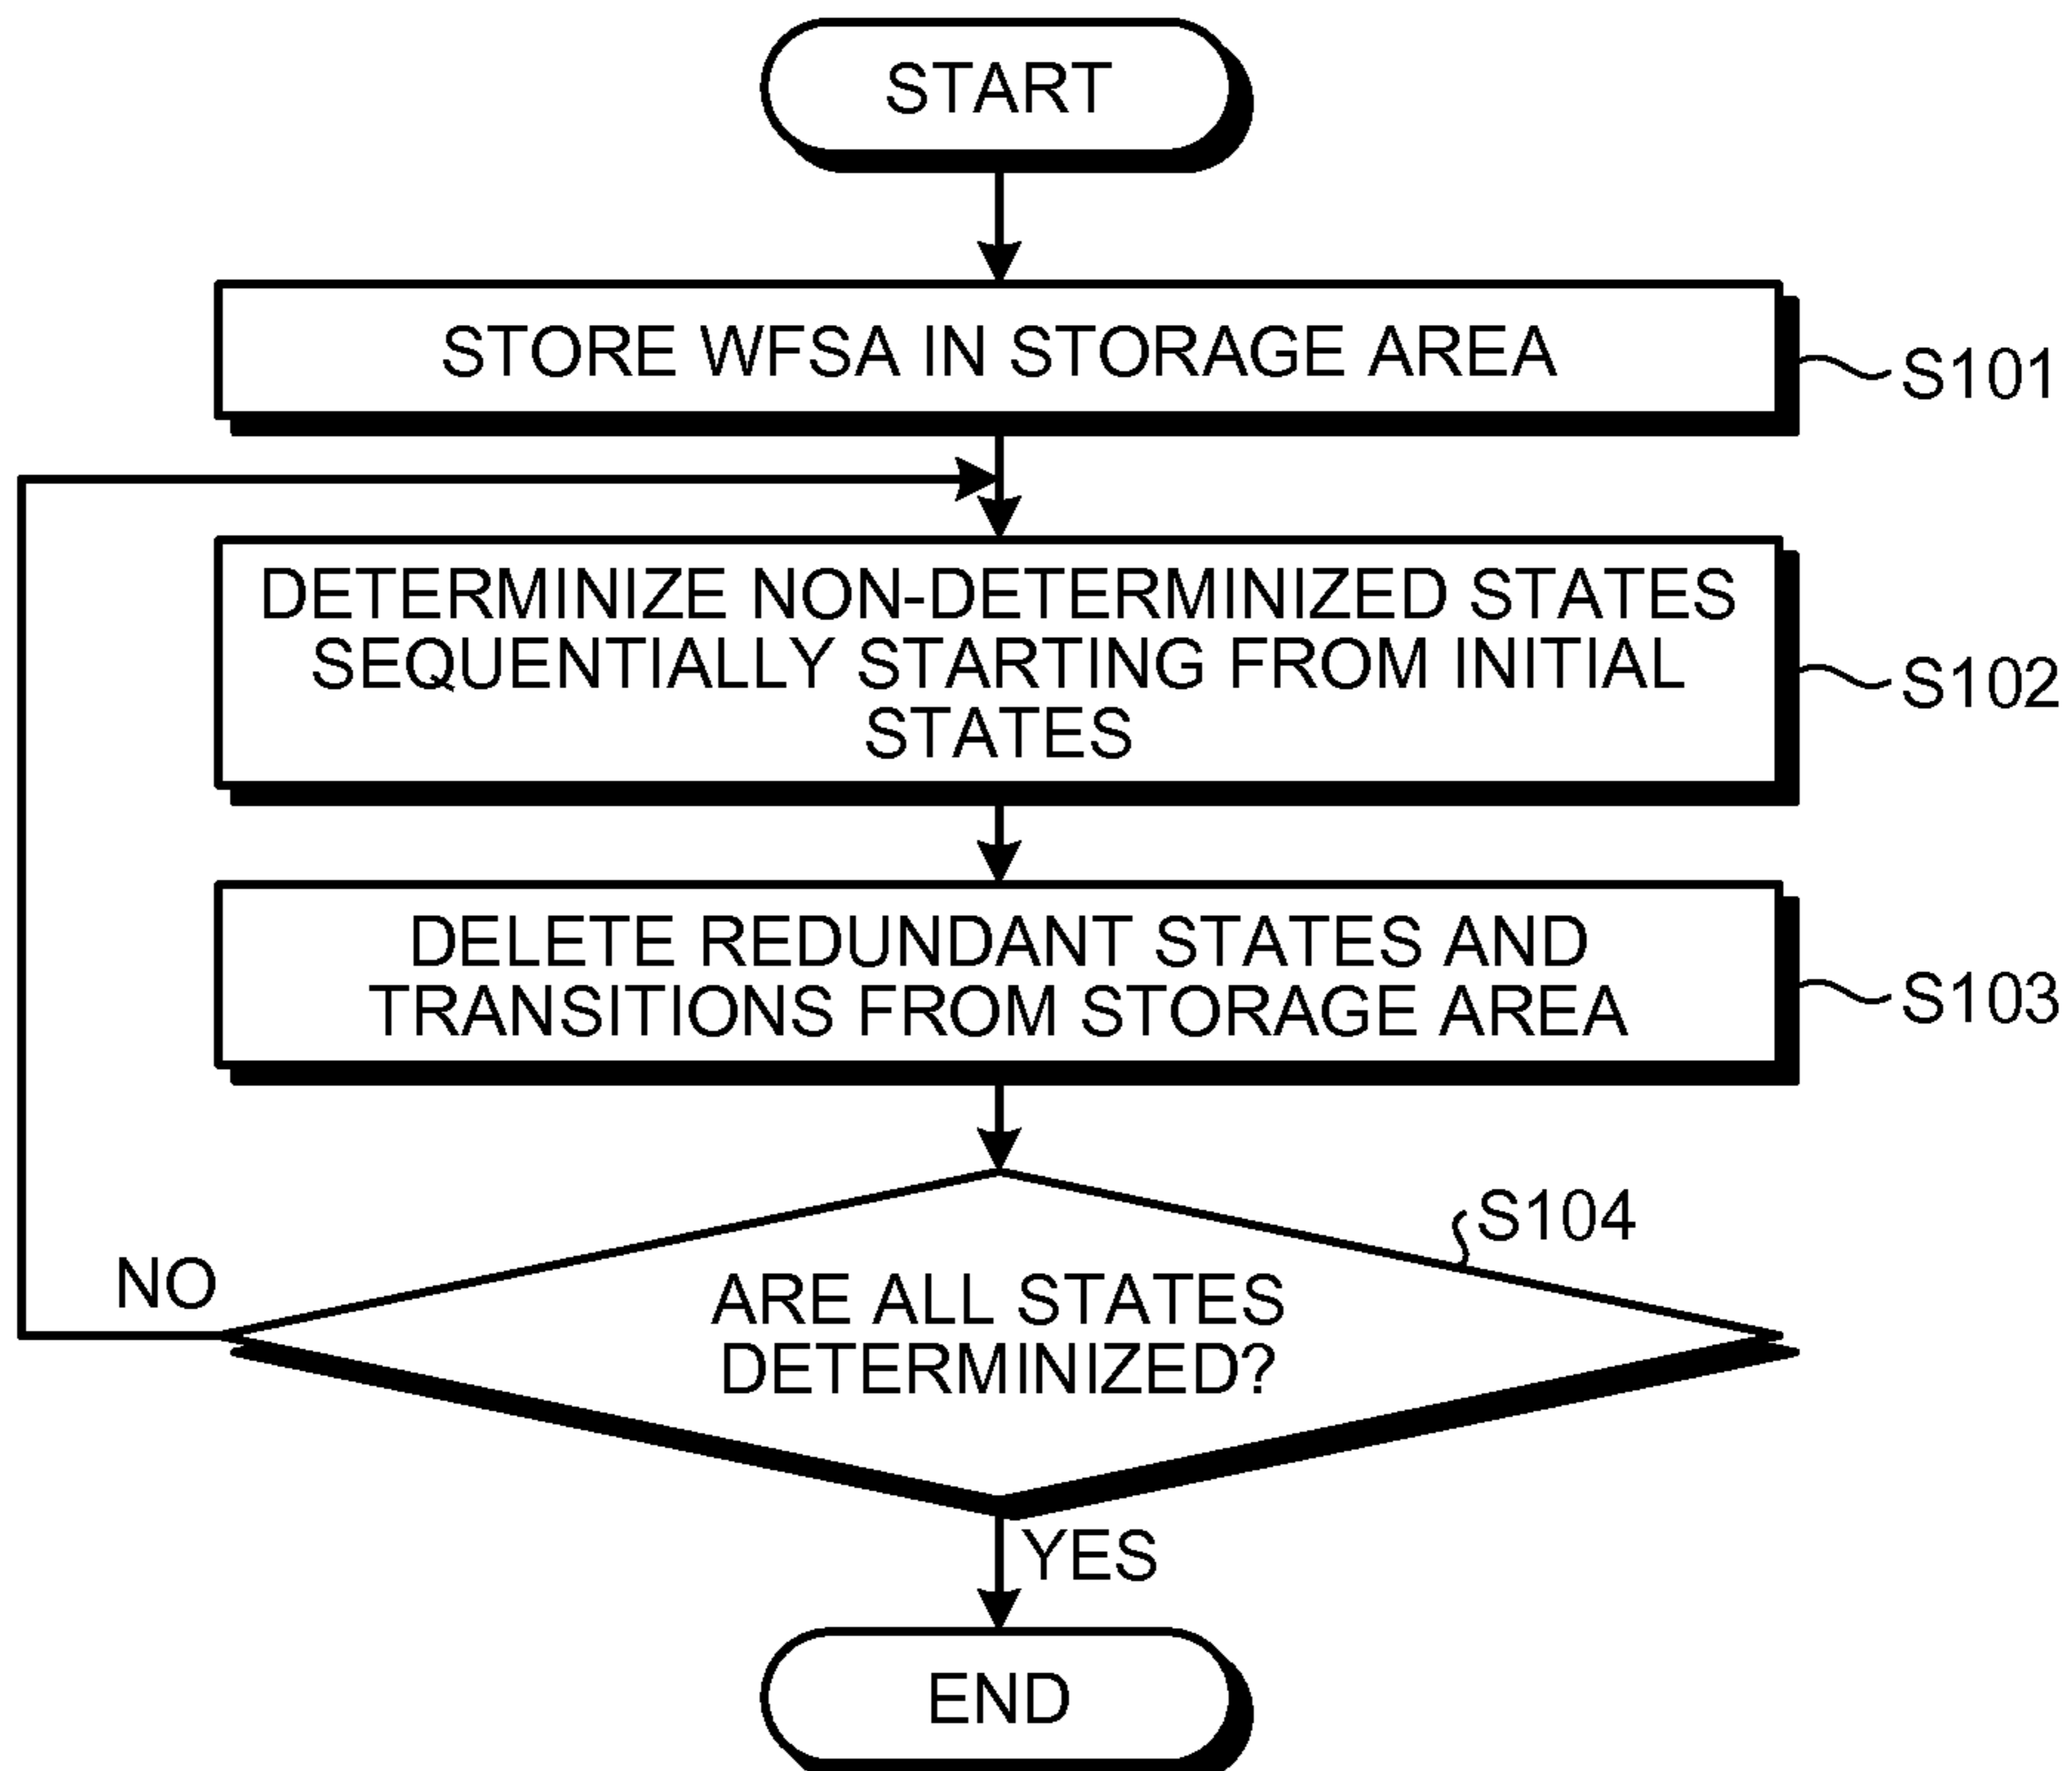 START
STORE WFSA IN STORAGE AREA
S101
DETERMINIZE NON-DETERMINIZED STATES
SEQUENTIALLY STARTING FROM INITIAL
STATES
S102
DELETE REDUNDANT STATES AND
TRANSITIONS FROM STORAGE AREA
S103
S104
NO
ARE ALL STATES
DETERMINIZED?
YES
END